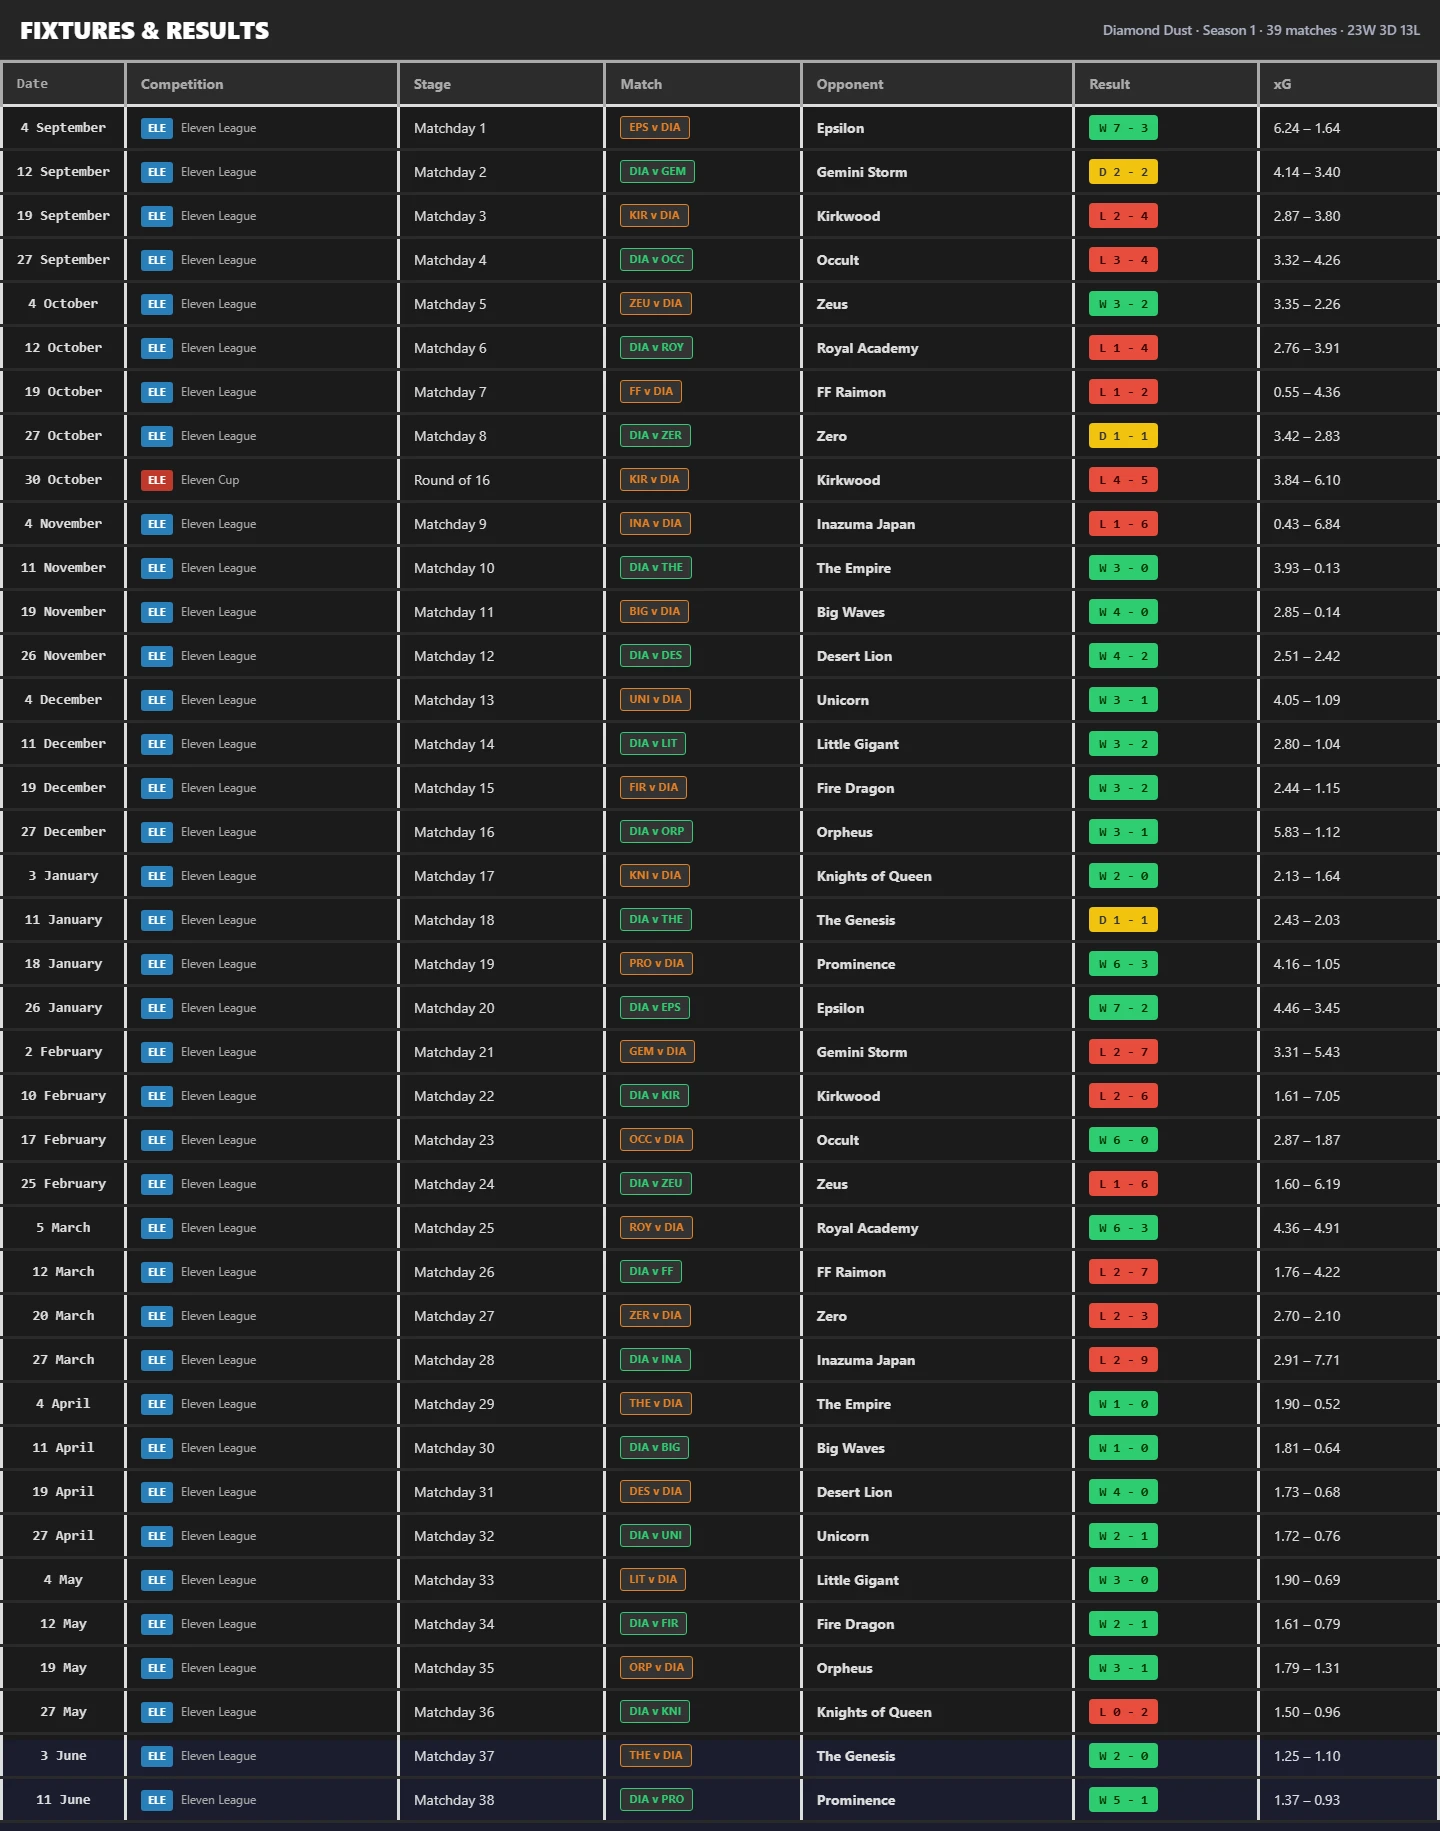 FIXTURES & RESULTS
Diamond Dust · Season 1 · 39 matches · 23W 3D 13L
Date Competition Stage Match Opponent Result xG
4 September ELE Eleven League Matchday 1 EPS v DIA Epsilon W 7 - 3 6.24 – 1.64
12 September ELE Eleven League Matchday 2 DIA v GEM Gemini Storm D 2 - 2 4.14 – 3.40
19 September ELE Eleven League Matchday 3 KIR v DIA Kirkwood L 2 - 4 2.87 – 3.80
27 September ELE Eleven League Matchday 4 DIA v OCC Occult L 3 - 4 3.32 – 4.26
4 October ELE Eleven League Matchday 5 ZEU v DIA Zeus W 3 - 2 3.35 – 2.26
12 October ELE Eleven League Matchday 6 DIA v ROY Royal Academy L 1 - 4 2.76 – 3.91
19 October ELE Eleven League Matchday 7 FF v DIA FF Raimon L 1 - 2 0.55 – 4.36
27 October ELE Eleven League Matchday 8 DIA v ZER Zero D 1 - 1 3.42 – 2.83
30 October ELE Eleven Cup Round of 16 KIR v DIA Kirkwood L 4 - 5 3.84 – 6.10
4 November ELE Eleven League Matchday 9 INA v DIA Inazuma Japan L 1 - 6 0.43 – 6.84
11 November ELE Eleven League Matchday 10 DIA v THE The Empire W 3 - 0 3.93 – 0.13
19 November ELE Eleven League Matchday 11 BIG v DIA Big Waves W 4 - 0 2.85 – 0.14
26 November ELE Eleven League Matchday 12 DIA v DES Desert Lion W 4 - 2 2.51 – 2.42
4 December ELE Eleven League Matchday 13 UNI v DIA Unicorn W 3 - 1 4.05 – 1.09
11 December ELE Eleven League Matchday 14 DIA v LIT Little Gigant W 3 - 2 2.80 – 1.04
19 December ELE Eleven League Matchday 15 FIR v DIA Fire Dragon W 3 - 2 2.44 – 1.15
27 December ELE Eleven League Matchday 16 DIA v ORP Orpheus W 3 - 1 5.83 – 1.12
3 January ELE Eleven League Matchday 17 KNI v DIA Knights of Queen W 2 - 0 2.13 – 1.64
11 January ELE Eleven League Matchday 18 DIA v THE The Genesis D 1 - 1 2.43 – 2.03
18 January ELE Eleven League Matchday 19 PRO v DIA Prominence W 6 - 3 4.16 – 1.05
26 January ELE Eleven League Matchday 20 DIA v EPS Epsilon W 7 - 2 4.46 – 3.45
2 February ELE Eleven League Matchday 21 GEM v DIA Gemini Storm L 2 - 7 3.31 – 5.43
10 February ELE Eleven League Matchday 22 DIA v KIR Kirkwood L 2 - 6 1.61 – 7.05
17 February ELE Eleven League Matchday 23 OCC v DIA Occult W 6 - 0 2.87 – 1.87
25 February ELE Eleven League Matchday 24 DIA v ZEU Zeus L 1 - 6 1.60 – 6.19
5 March ELE Eleven League Matchday 25 ROY v DIA Royal Academy W 6 - 3 4.36 – 4.91
12 March ELE Eleven League Matchday 26 DIA v FF FF Raimon L 2 - 7 1.76 – 4.22
20 March ELE Eleven League Matchday 27 ZER v DIA Zero L 2 - 3 2.70 – 2.10
27 March ELE Eleven League Matchday 28 DIA v INA Inazuma Japan L 2 - 9 2.91 – 7.71
4 April ELE Eleven League Matchday 29 THE v DIA The Empire W 1 - 0 1.90 – 0.52
11 April ELE Eleven League Matchday 30 DIA v BIG Big Waves W 1 - 0 1.81 – 0.64
19 April ELE Eleven League Matchday 31 DES v DIA Desert Lion W 4 - 0 1.73 – 0.68
27 April ELE Eleven League Matchday 32 DIA v UNI Unicorn W 2 - 1 1.72 – 0.76
4 May ELE Eleven League Matchday 33 LIT v DIA Little Gigant W 3 - 0 1.90 – 0.69
12 May ELE Eleven League Matchday 34 DIA v FIR Fire Dragon W 2 - 1 1.61 – 0.79
19 May ELE Eleven League Matchday 35 ORP v DIA Orpheus W 3 - 1 1.79 – 1.31
27 May ELE Eleven League Matchday 36 DIA v KNI Knights of Queen L 0 - 2 1.50 – 0.96
3 June ELE Eleven League Matchday 37 THE v DIA The Genesis W 2 - 0 1.25 – 1.10
11 June ELE Eleven League Matchday 38 DIA v PRO Prominence W 5 - 1 1.37 – 0.93